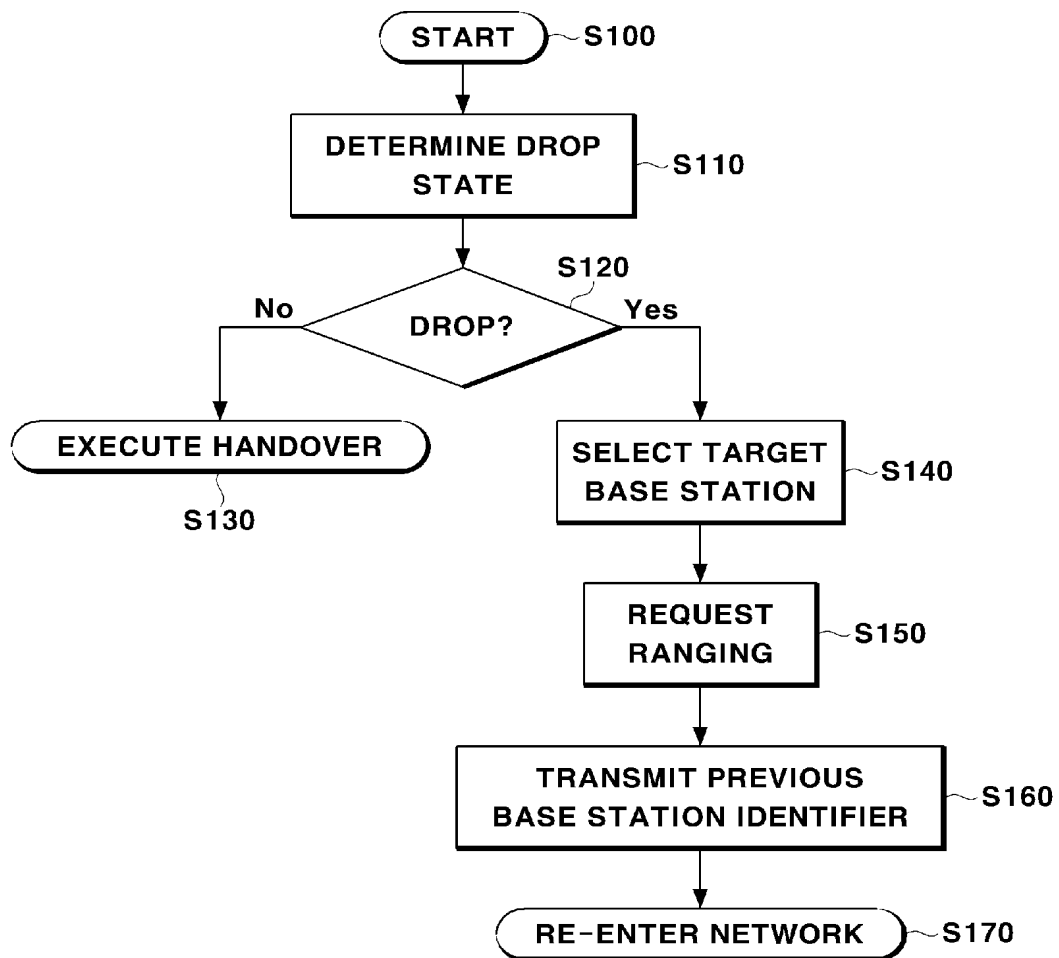 START
S100
DETERMINE DROP
STATE
S110
S120
No
DROP?
Yes
EXECUTE HANDOVER
S130
SELECT TARGET
BASE STATION
S140
REQUEST
RANGING
S150
TRANSMIT PREVIOUS
BASE STATION IDENTIFIER
S160
RE-ENTER NETWORK
S170